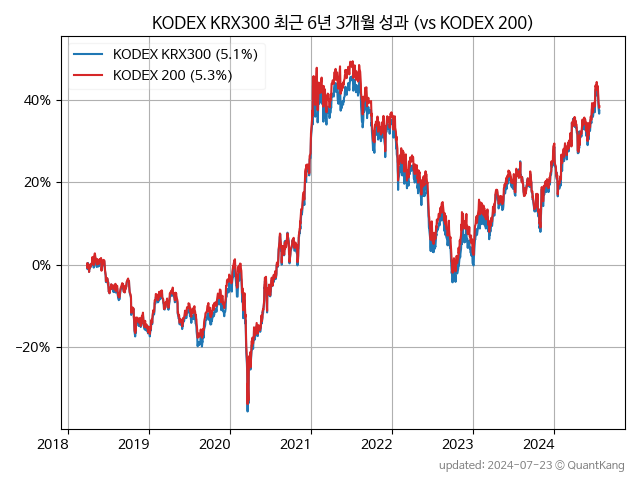 KODEX KRX300 최근 6년 3개월 성과 (vs KODEX 200)
KODEX KRX300 (5.1%)
KODEX 200 (5.3%)
40%
20%
0%
−20%
2018 2019 2020 2021 2022 2023 2024
updated: 2024-07-23 © QuantKang